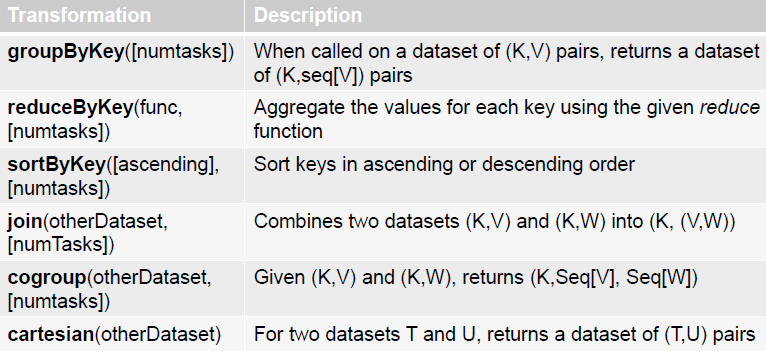 Transformation Description
groupByKey([numtasks]) When called on a dataset of (K,V) pairs, returns a dataset
of (K,seq[V]) pairs
reduceByKey(func, Aggregate the values for each key using the given reduce
[numtasks]) function
sortByKey([ascending], Sort keys in ascending or descending order
[numtasks])
join(otherDataset, Combines two datasets (K,V) and (K,W) into (K, (V,W))
[numTasks])
cogroup(otherDataset, Given (K,V) and (K,W), returns (K,Seq[V], Seq[W])
[numtasks])
cartesian(otherDataset) For two datasets T and U, returns a dataset of (T,U) pairs